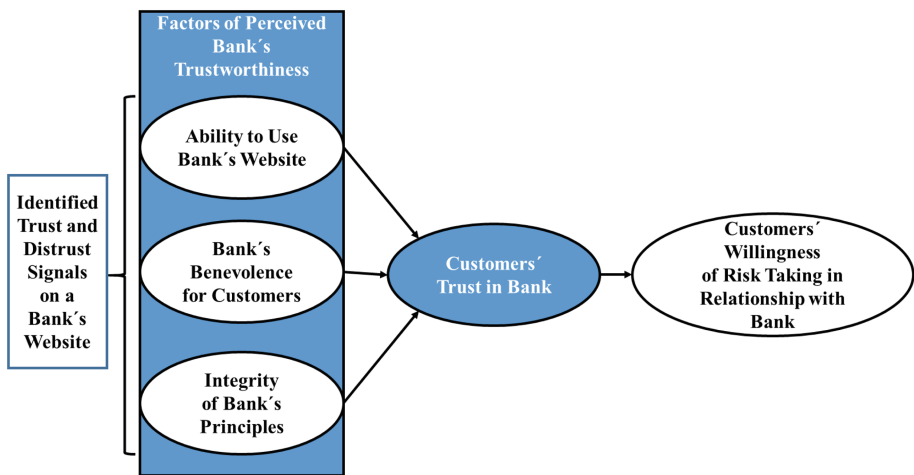 Factors of Perceived
Bank´s
Trustworthiness
Ability to Use
Bank´s Website
Identified
Trust and
Distrust
Signals
on a
Bank´s
Website
Bank´s
Benevolence
for Customers
Customers´
Trust in Bank
Customers´
Willingness
of Risk Taking in
Relationship with
Bank
Integrity
of Bank´s
Principles